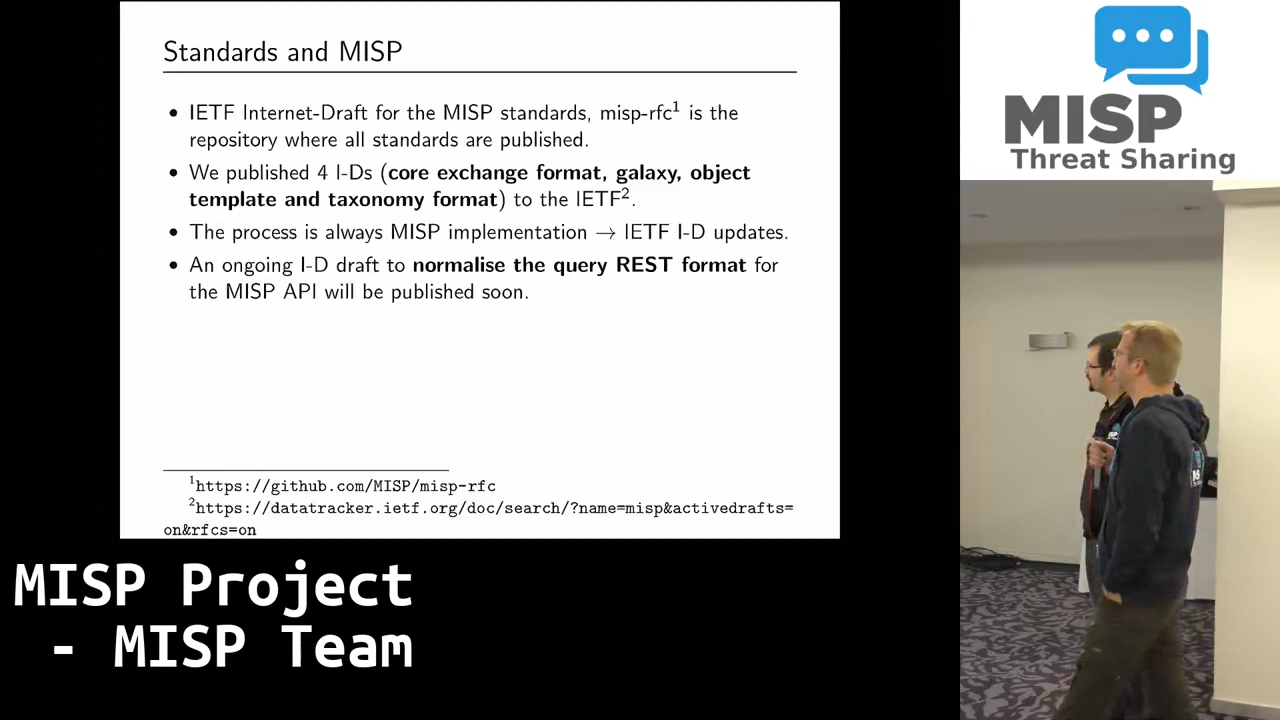 Standards and MISP
• IETF Internet-Draft for the MISP standards, misp-rfc¹ is the
repository where all standards are published.
• We published 4 I-Ds (core exchange format, galaxy, object
template and taxonomy format) to the IETF².
• The process is always MISP implementation → IETF I-D updates.
• An ongoing I-D draft to normalise the query REST format for
the MISP API will be published soon.
¹https://github.com/MISP/misp-rfc
²https://datatracker.ietf.org/doc/search/?name=misp&activedrafts=
on&rfcs=on
MISP
Threat Sharing
MISP Project
- MISP Team